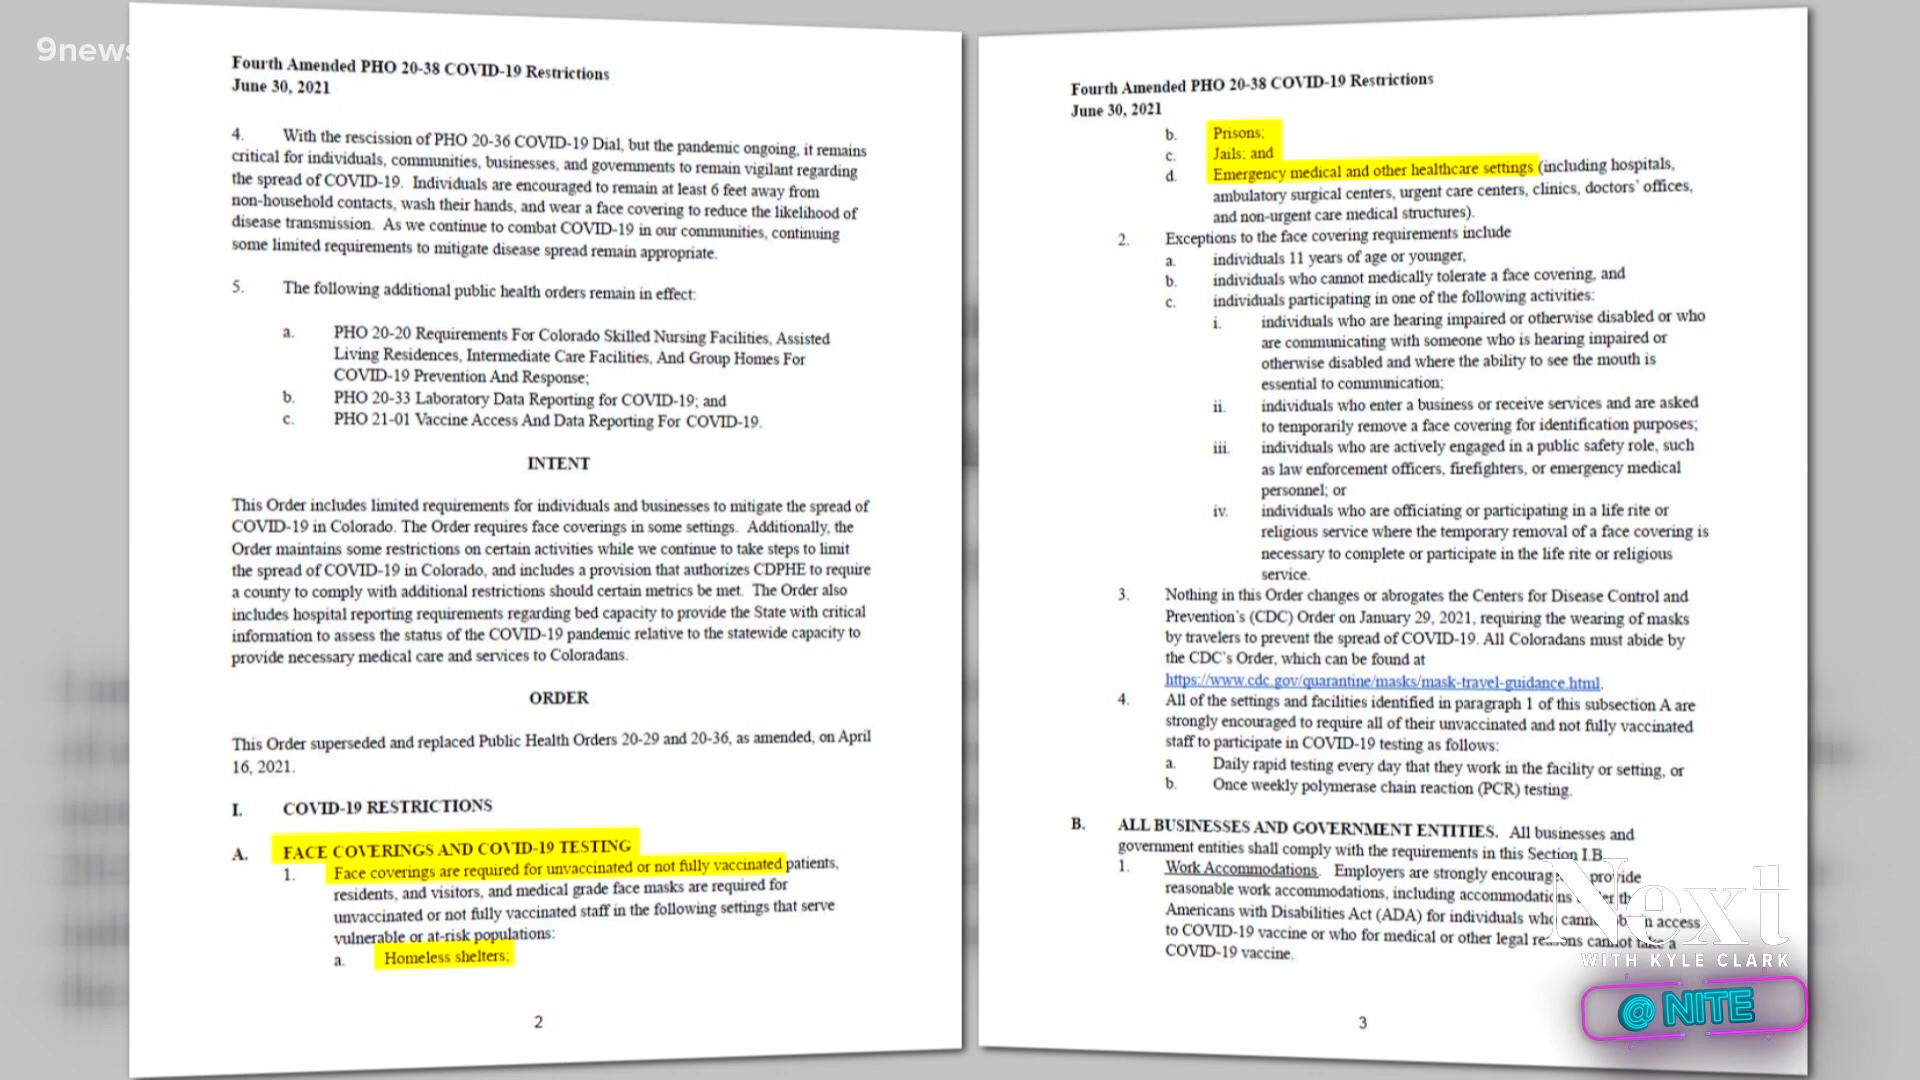 9news
Fourth Amended PHO 20-38 COVID-19 Restrictions
June 30, 2021
4. With the rescission of PHO 20-36 COVID-19 Dial, but the pandemic ongoing, it remains
critical for individuals, communities, businesses, and governments to remain vigilant regarding
the spread of COVID-19. Individuals are encouraged to remain at least 6 feet away from
non-household contacts, wash their hands, and wear a face covering to reduce the likelihood of
disease transmission. As we continue to combat COVID-19 in our communities, continuing
some limited requirements to mitigate disease spread remain appropriate.
5. The following additional public health orders remain in effect:
a. PHO 20-20 Requirements For Colorado Skilled Nursing Facilities, Assisted
Living Residences, Intermediate Care Facilities, And Group Homes For
COVID-19 Prevention And Response;
b. PHO 20-33 Laboratory Data Reporting for COVID-19; and
c. PHO 21-01 Vaccine Access And Data Reporting For COVID-19.
INTENT
This Order includes limited requirements for individuals and businesses to mitigate the spread of
COVID-19 in Colorado. The Order requires face coverings in some settings. Additionally, the
Order maintains some restrictions on certain activities while we continue to take steps to limit
the spread of COVID-19 in Colorado, and includes a provision that authorizes CDPHE to require
a county to comply with additional restrictions should certain metrics be met. The Order also
includes hospital reporting requirements regarding bed capacity to provide the State with critical
information to assess the status of the COVID-19 pandemic relative to the statewide capacity to
provide necessary medical care and services to Coloradans.
ORDER
This Order superseded and replaced Public Health Orders 20-29 and 20-36, as amended, on April
16, 2021.
I. COVID-19 RESTRICTIONS
A. FACE COVERINGS AND COVID-19 TESTING
1. Face coverings are required for unvaccinated or not fully vaccinated patients,
residents, and visitors, and medical grade face masks are required for
unvaccinated or not fully vaccinated staff in the following settings that serve
vulnerable or at-risk populations:
a. Homeless shelters;
2
Fourth Amended PHO 20-38 COVID-19 Restrictions
June 30, 2021
b. Prisons;
c. Jails; and
d. Emergency medical and other healthcare settings (including hospitals,
ambulatory surgical centers, urgent care centers, clinics, doctors' offices,
and non-urgent care medical structures).
2. Exceptions to the face covering requirements include
a. individuals 11 years of age or younger,
b. individuals who cannot medically tolerate a face covering, and
c. individuals participating in one of the following activities:
i. individuals who are hearing impaired or otherwise disabled or who
are communicating with someone who is hearing impaired or
otherwise disabled and where the ability to see the mouth is
essential to communication;
ii. individuals who enter a business or receive services and are asked
to temporarily remove a face covering for identification purposes;
iii. individuals who are actively engaged in a public safety role, such
as law enforcement officers, firefighters, or emergency medical
personnel; or
iv. individuals who are officiating or participating in a life rite or
religious service where the temporary removal of a face covering is
necessary to complete or participate in the life rite or religious
service.
3. Nothing in this Order changes or abrogates the Centers for Disease Control and
Prevention's (CDC) Order on January 29, 2021, requiring the wearing of masks
by travelers to prevent the spread of COVID-19. All Coloradans must abide by
the CDC's Order, which can be found at
https://www.cdc.gov/quarantine/masks/mask-travel-guidance.html.
4. All of the settings and facilities identified in paragraph 1 of this subsection A are
strongly encouraged to require all of their unvaccinated and not fully vaccinated
staff to participate in COVID-19 testing as follows:
a. Daily rapid testing every day that they work in the facility or setting, or
b. Once weekly polymerase chain reaction (PCR) testing.
B. ALL BUSINESSES AND GOVERNMENT ENTITIES. All businesses and
government entities shall comply with the requirements in this Section I.B.
1. Work Accommodations. Employers are strongly encouraged provide
reasonable work accommodations, including accommodations
Americans with Disabilities Act (ADA) for individuals who in access
to COVID-19 vaccine or who for medical or other legal reasons cannot take a
COVID-19 vaccine.
3
Next
WITH KYLE CLARK
@ NITE